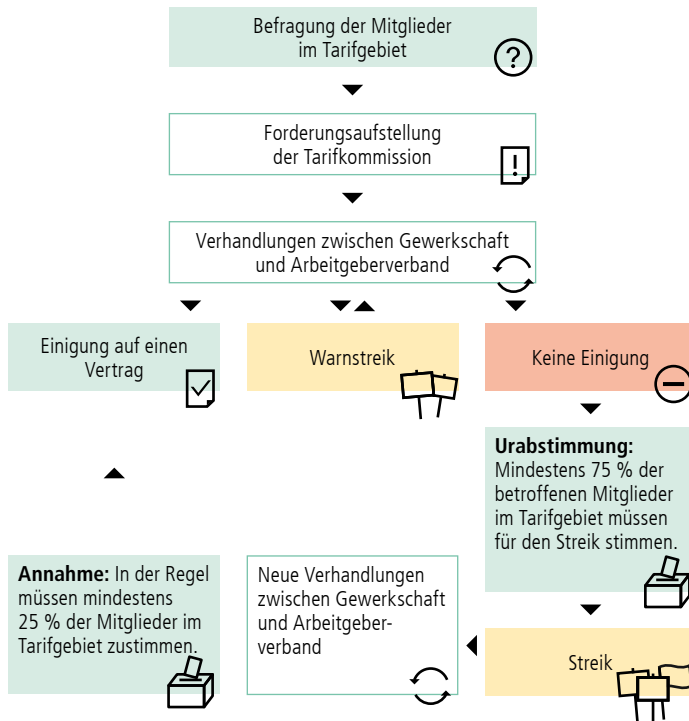 Befragung der Mitglieder
im Tarifgebiet
?
Forderungsaufstellung
der Tarifkommission
!
Verhandlungen zwischen Gewerkschaft
und Arbeitgeberverband
Einigung auf einen
Vertrag
Warnstreik
Keine Einigung
Urabstimmung:
Mindestens 75 % der
betroffenen Mitglieder
im Tarifgebiet müssen
für den Streik stimmen.
Streik
Neue Verhandlungen
zwischen Gewerkschaft
und Arbeitgeber-
verband
Annahme: In der Regel
müssen mindestens
25 % der Mitglieder im
Tarifgebiet zustimmen.